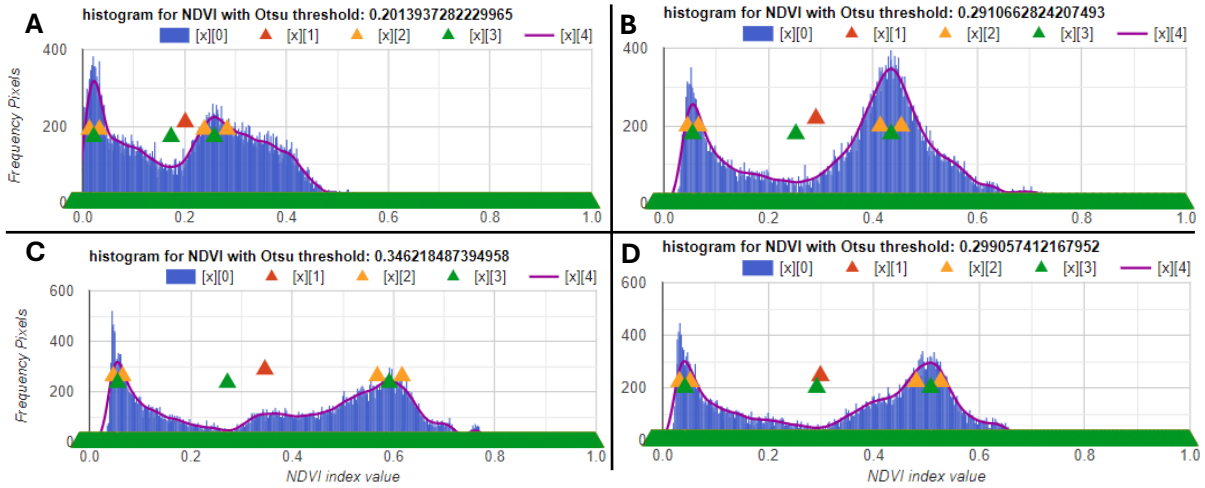 A
histogram for NDVI with Otsu threshold: 0.2013937282229965
[x][0] [x][1] [x][2] [x][3] [x][4]
400
200
0
Frequency Pixels
0.0 0.2 0.4 0.6 0.8 1.0
B
histogram for NDVI with Otsu threshold: 0.2910662824207493
[x][0] [x][1] [x][2] [x][3] [x][4]
400
200
0
0.0 0.2 0.4 0.6 0.8 1.0
C
histogram for NDVI with Otsu threshold: 0.346218487394958
[x][0] [x][1] [x][2] [x][3] [x][4]
600
400
200
0
Frequency Pixels
0.0 0.2 0.4 0.6 0.8 1.0
NDVI index value
D
histogram for NDVI with Otsu threshold: 0.299057412167952
[x][0] [x][1] [x][2] [x][3] [x][4]
600
400
200
0
0.0 0.2 0.4 0.6 0.8 1.0
NDVI index value